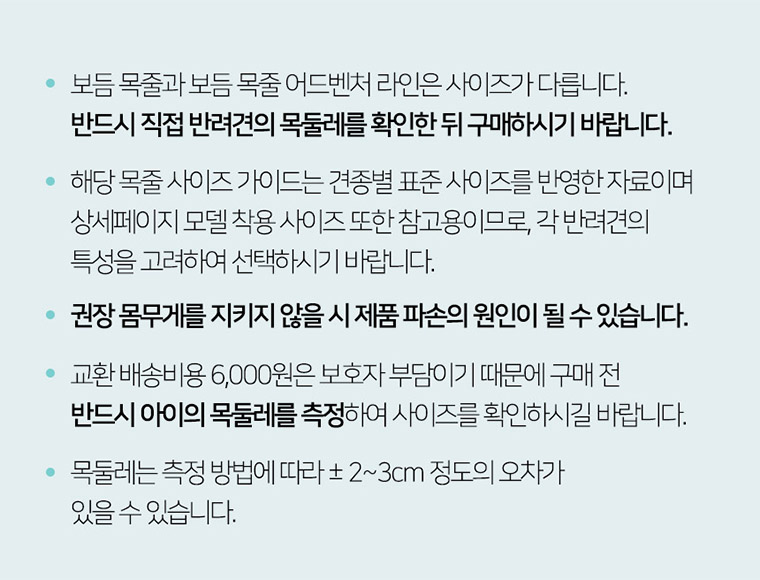 • 보듬 목줄과 보듬 목줄 어드벤처 라인은 사이즈가 다릅니다.
반드시 직접 반려견의 목둘레를 확인한 뒤 구매하시기 바랍니다.
• 해당 목줄 사이즈 가이드는 견종별 표준 사이즈를 반영한 자료이며
상세페이지 모델 착용 사이즈 또한 참고용이므로, 각 반려견의
특성을 고려하여 선택하시기 바랍니다.
• 권장 몸무게를 지키지 않을 시 제품 파손의 원인이 될 수 있습니다.
• 교환 배송비용 6,000원은 보호자 부담이기 때문에 구매 전
반드시 아이의 목둘레를 측정하여 사이즈를 확인하시길 바랍니다.
• 목둘레는 측정 방법에 따라 ± 2~3cm 정도의 오차가
있을 수 있습니다.